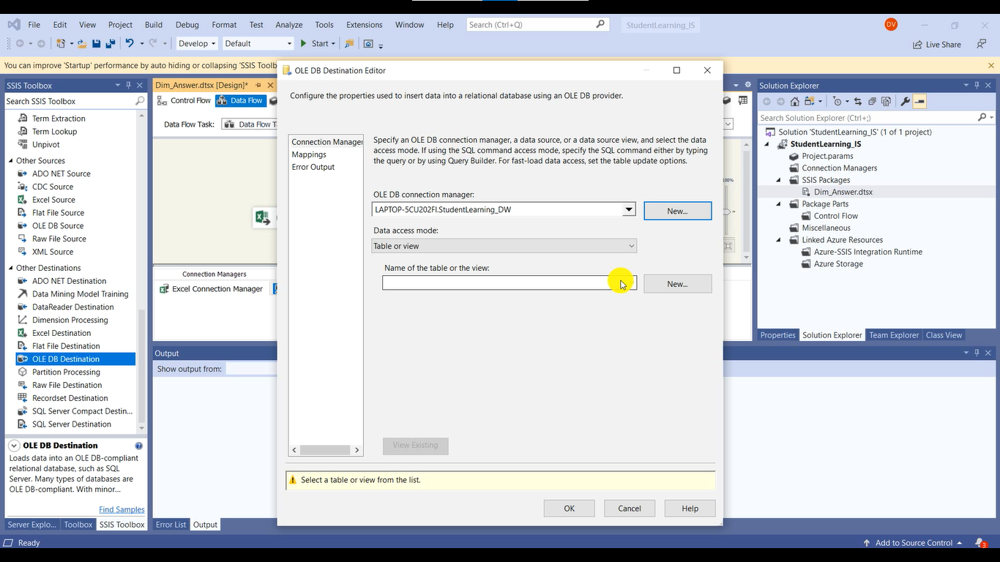 File Edit View Project Build Debug Format Test Analyze Tools Extensions Window Help Search (Ctrl+Q) StudentLearning_IS DV
Develop Default Start Live Share
You can improve 'Startup' performance by auto hiding or collapsing 'SSIS Toolb
SSIS Toolbox
Search SSIS Toolbox
Term Extraction
Term Lookup
Unpivot
Other Sources
ADO NET Source
CDC Source
Excel Source
Flat File Source
OLE DB Source
Raw File Source
XML Source
Other Destinations
ADO NET Destination
Data Mining Model Training
DataReader Destination
Dimension Processing
Excel Destination
Flat File Destination
OLE DB Destination
Partition Processing
Raw File Destination
Recordset Destination
SQL Server Compact Destin...
SQL Server Destination
OLE DB Destination
Loads data into an OLE DB-compliant
relational database, such as SQL
Server. Many types of databases are
OLE DB-compliant. With minor...
Find Samples
Server Explo... Toolbox SSIS Toolbox
Dim_Answer.dtsx [Design]*
Control Flow Data Flow
Data Flow Task: Data Flow T
100%
Connection Managers
Excel Connection Manager
Output
Show output from:
Error List Output
OLE DB Destination Editor
Configure the properties used to insert data into a relational database using an OLE DB provider.
Connection Manager
Mappings
Error Output
Specify an OLE DB connection manager, a data source, or a data source view, and select the data
access mode. If using the SQL command access mode, specify the SQL command either by typing
the query or by using Query Builder. For fast-load data access, set the table update options.
OLE DB connection manager:
LAPTOP-5CU202FI.StudentLearning_DW New...
Data access mode:
Table or view
Name of the table or the view:
New...
View Existing
Select a table or view from the list.
OK Cancel Help
Solution Explorer
Search Solution Explorer (Ctrl+;)
Solution 'StudentLearning_IS' (1 of 1 project)
StudentLearning_IS
Project.params
Connection Managers
SSIS Packages
Dim_Answer.dtsx
Package Parts
Control Flow
Miscellaneous
Linked Azure Resources
Azure-SSIS Integration Runtime
Azure Storage
Properties Solution Explorer Team Explorer Class View
Ready Add to Source Control 3